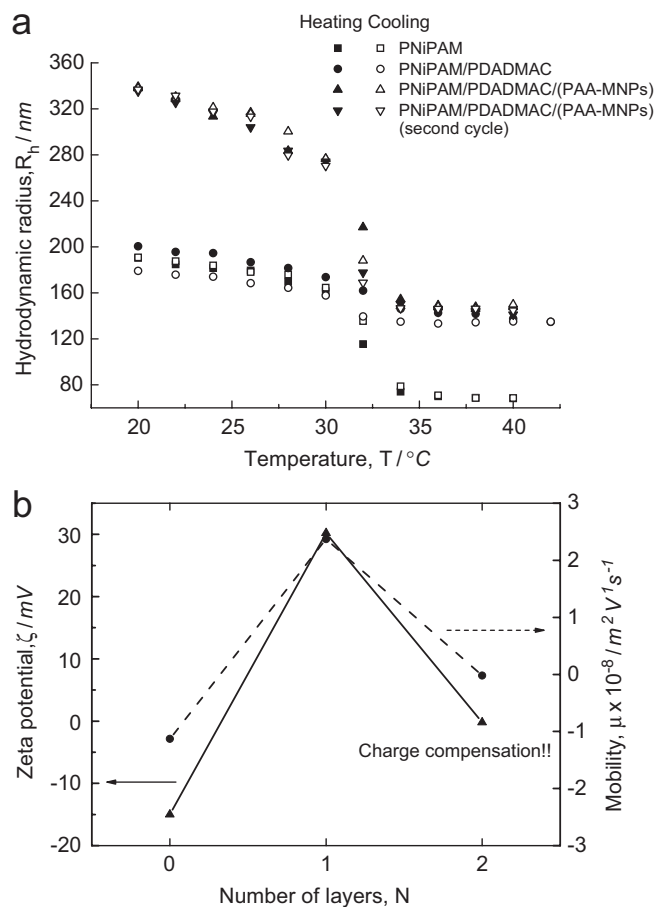 a
Heating Cooling
PNiPAM
PNiPAM/PDADMAC
PNiPAM/PDADMAC/(PAA-MNPs)
PNiPAM/PDADMAC/(PAA-MNPs)
(second cycle)
360
320
280
240
200
160
120
80
Hydrodynamic radius,Rₕ / nm
20
25
30
35
40
Temperature, T / °C
b
30
20
10
0
-10
-20
Zeta potential,ζ / mV
3
2
1
0
-1
-2
-3
Mobility, μ x 10⁻⁸ / m² V¹s⁻¹
Charge compensation!!
0
1
2
Number of layers, N